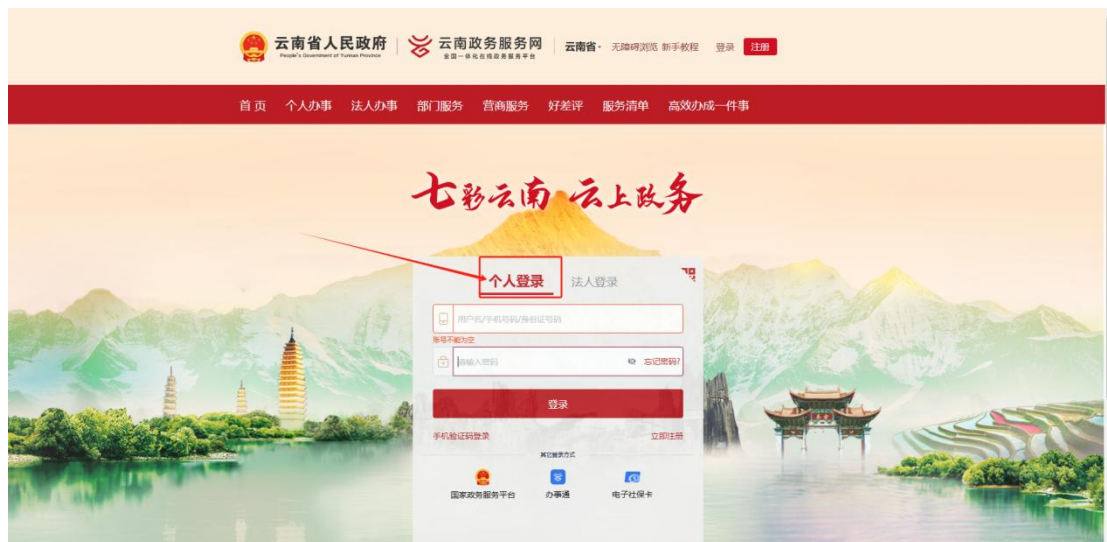 云南省人民政府
People's Government of Yunnan Province
云南政务服务网
全国一体化在线政务服务平台
云南省
无障碍浏览 新手教程 登录 注册
首页 个人办事 法人办事 部门服务 营商服务 好差评 服务清单 高效办成一件事
七彩云南 云上政务
个人登录 法人登录
用户名/手机号码/身份证号码
账号不能为空
请输入密码 忘记密码?
登录
手机验证码登录 立即注册
其它登录方式
国家政务服务平台 办事通 电子社保卡